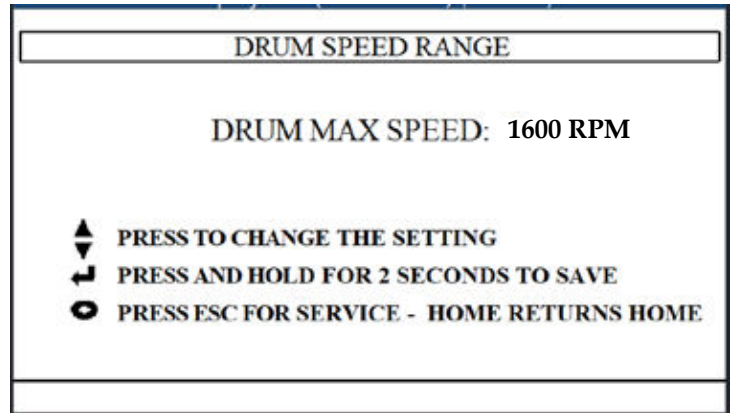 DRUM SPEED RANGE
DRUM MAX SPEED: 1600 RPM
PRESS TO CHANGE THE SETTING
PRESS AND HOLD FOR 2 SECONDS TO SAVE
PRESS ESC FOR SERVICE - HOME RETURNS HOME